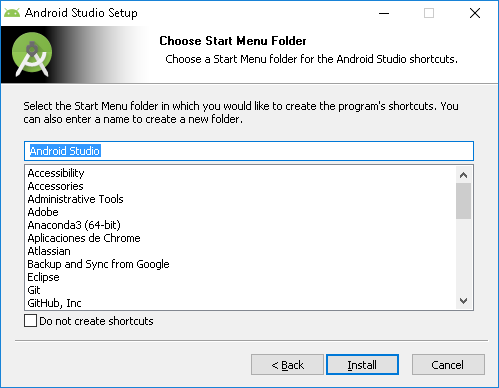 Android Studio Setup
Choose Start Menu Folder
Choose a Start Menu folder for the Android Studio shortcuts.
Select the Start Menu folder in which you would like to create the program's shortcuts. You
can also enter a name to create a new folder.
Android Studio
Accessibility
Accessories
Administrative Tools
Adobe
Anaconda3 (64-bit)
Aplicaciones de Chrome
Atlassian
Backup and Sync from Google
Eclipse
Git
GitHub, Inc
Do not create shortcuts
< Back
Install
Cancel